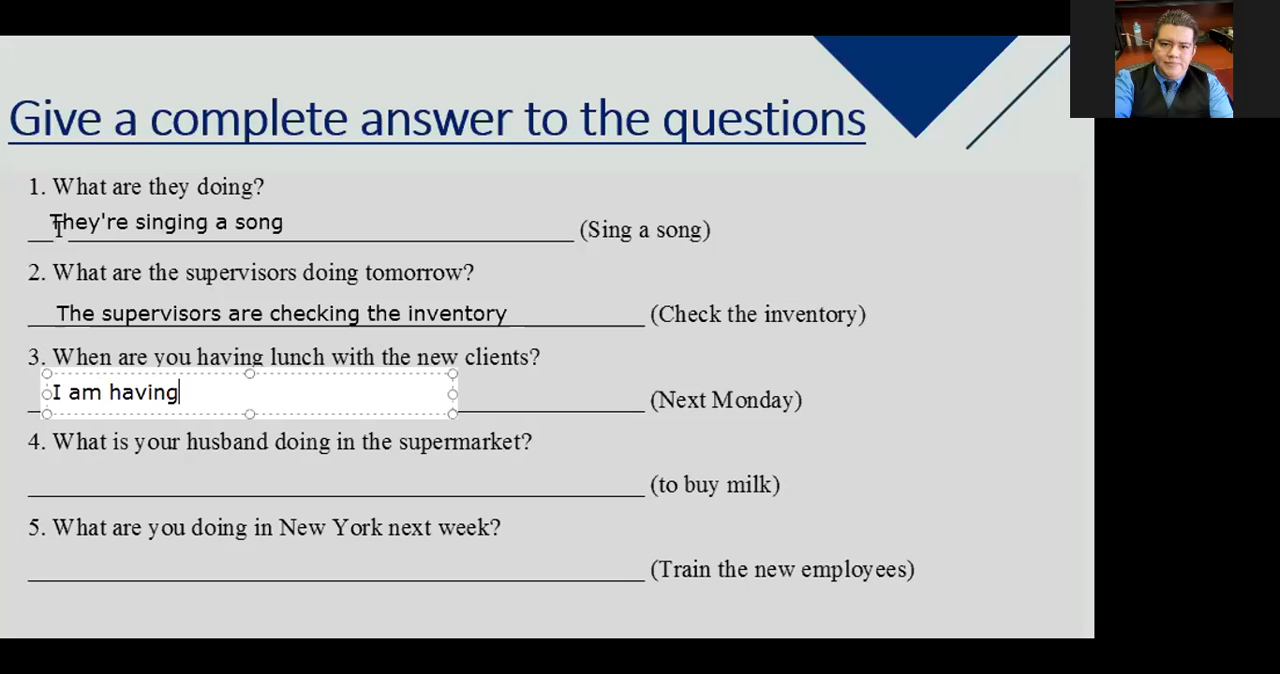 Give a complete answer to the questions
1. What are they doing?
They're singing a song (Sing a song)
2. What are the supervisors doing tomorrow?
The supervisors are checking the inventory (Check the inventory)
3. When are you having lunch with the new clients?
I am having (Next Monday)
4. What is your husband doing in the supermarket?
(to buy milk)
5. What are you doing in New York next week?
(Train the new employees)